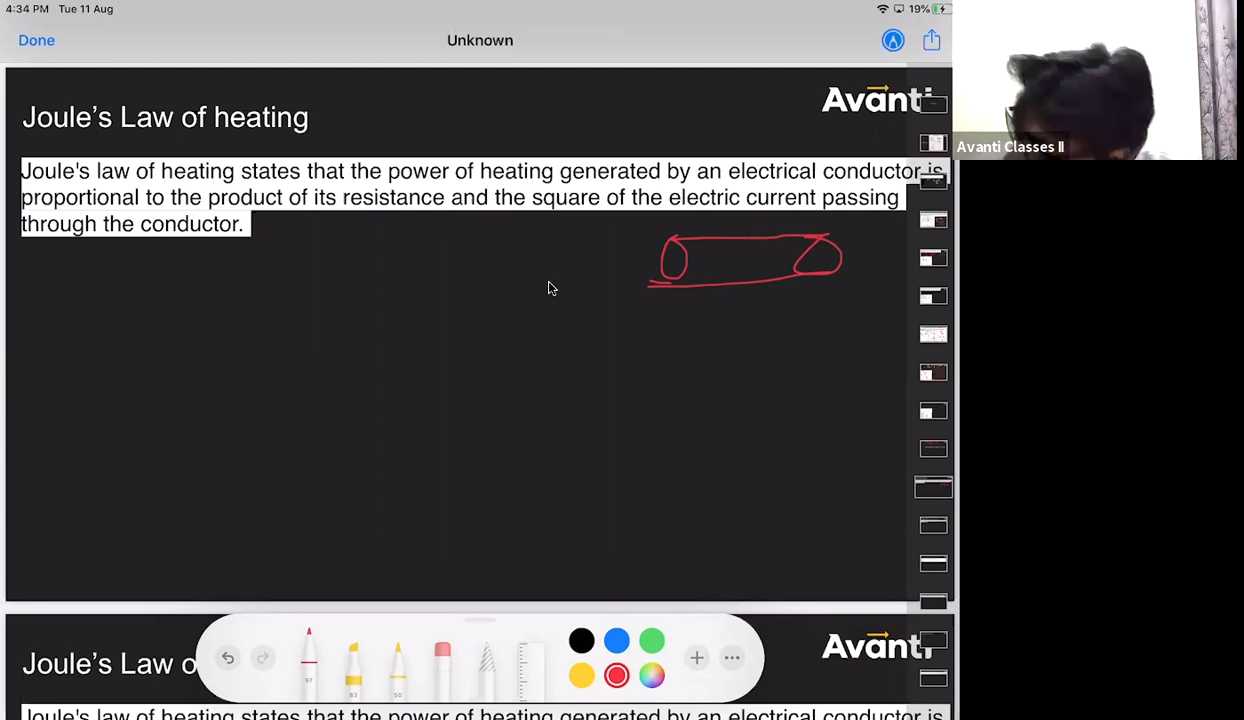 4:34 PM Tue 11 Aug
19%
Done
Unknown
Avanti
Joule's Law of heating
Avanti Classes II
Joule's law of heating states that the power of heating generated by an electrical conductor is
proportional to the product of its resistance and the square of the electric current passing
through the conductor.
Avanti
Joule's Law o
97
83
50
Joule's law of heating states that the power of heating generated by an electrical conductor is